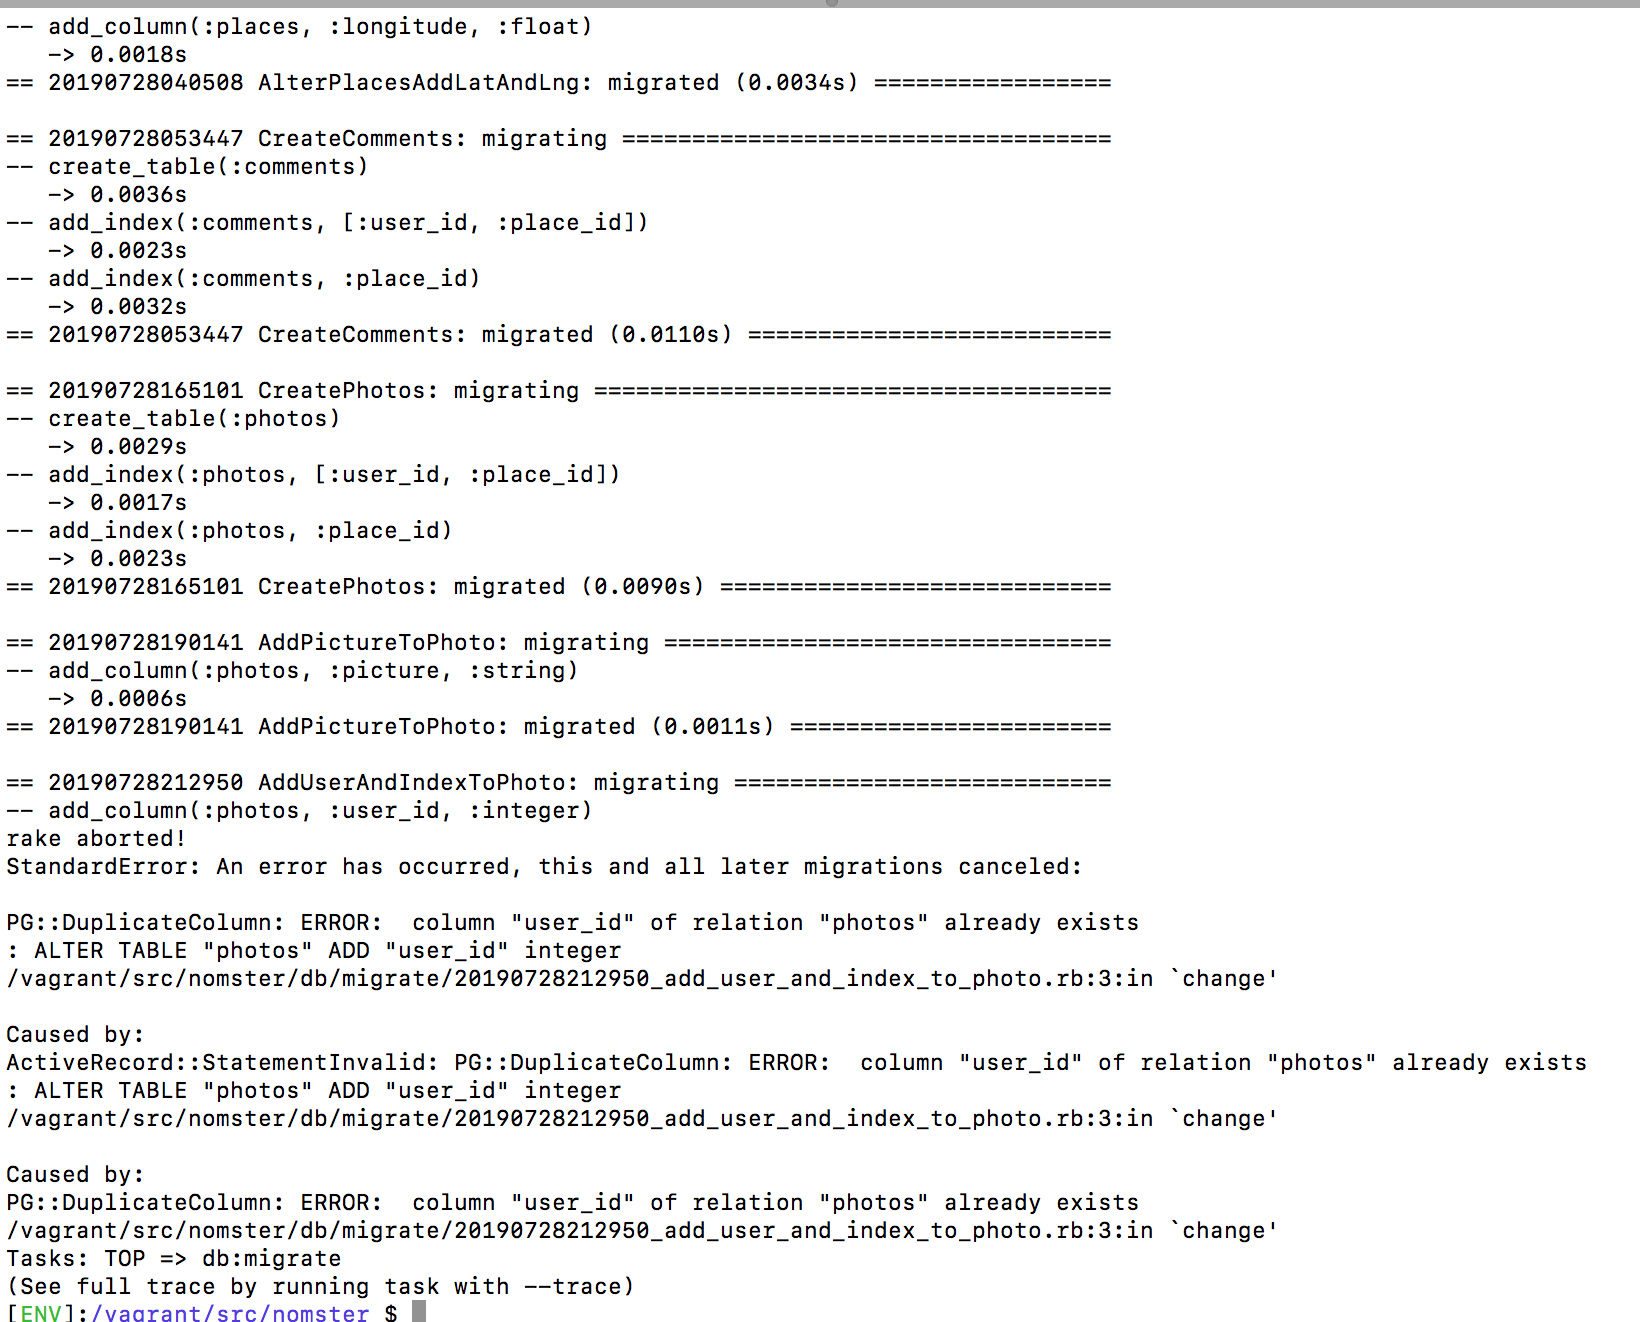 -- add_column(:places, :longitude, :float)
   -> 0.0018s
== 20190728040508 AlterPlacesAddLatAndLng: migrated (0.0034s) =================

== 20190728053447 CreateComments: migrating ===================================
-- create_table(:comments)
   -> 0.0036s
-- add_index(:comments, [:user_id, :place_id])
   -> 0.0023s
-- add_index(:comments, :place_id)
   -> 0.0032s
== 20190728053447 CreateComments: migrated (0.0110s) ==========================

== 20190728165101 CreatePhotos: migrating =====================================
-- create_table(:photos)
   -> 0.0029s
-- add_index(:photos, [:user_id, :place_id])
   -> 0.0017s
-- add_index(:photos, :place_id)
   -> 0.0023s
== 20190728165101 CreatePhotos: migrated (0.0090s) ============================

== 20190728190141 AddPictureToPhoto: migrating ================================
-- add_column(:photos, :picture, :string)
   -> 0.0006s
== 20190728190141 AddPictureToPhoto: migrated (0.0011s) =======================

== 20190728212950 AddUserAndIndexToPhoto: migrating ===========================
-- add_column(:photos, :user_id, :integer)
rake aborted!
StandardError: An error has occurred, this and all later migrations canceled:

PG::DuplicateColumn: ERROR:  column "user_id" of relation "photos" already exists
: ALTER TABLE "photos" ADD "user_id" integer
/vagrant/src/nomster/db/migrate/20190728212950_add_user_and_index_to_photo.rb:3:in `change'

Caused by:
ActiveRecord::StatementInvalid: PG::DuplicateColumn: ERROR:  column "user_id" of relation "photos" already exists
: ALTER TABLE "photos" ADD "user_id" integer
/vagrant/src/nomster/db/migrate/20190728212950_add_user_and_index_to_photo.rb:3:in `change'

Caused by:
PG::DuplicateColumn: ERROR:  column "user_id" of relation "photos" already exists
/vagrant/src/nomster/db/migrate/20190728212950_add_user_and_index_to_photo.rb:3:in `change'
Tasks: TOP => db:migrate
(See full trace by running task with --trace)
[ENV]:/vagrant/src/nomster $